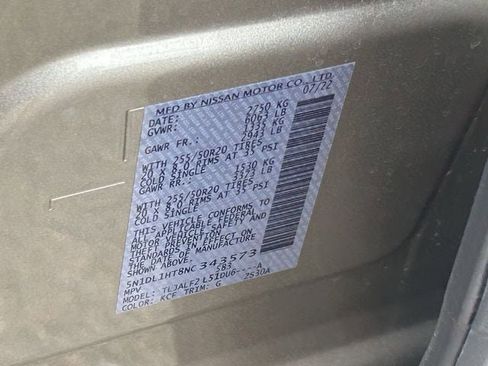 MFD BY NISSAN MOTOR CO., LTD.
DATE: 07/22
GVWR: 2750 KG
6063 LB
GAWR FR.: 1335 KG
2943 LB
WITH 255/50R20 TIRES
20 X 8.0 RIMS AT 35 PSI
COLD SINGLE
GAWR RR.: 1530 KG
3373 LB
WITH 255/50R20 TIRES
20 X 8.0 RIMS AT 35 PSI
COLD SINGLE
THIS VEHICLE CONFORMS TO
ALL APPLICABLE FEDERAL
MOTOR VEHICLE SAFETY AND
THEFT PREVENTION
STANDARDS IN EFFECT ON THE
DATE OF MANUFACTURE
SHOWN ABOVE.
5N1DL1HT8NC343573
MPV 583
MODEL: TLJALF2 L51DU6----A
COLOR: KCF TRIM: G 2530A